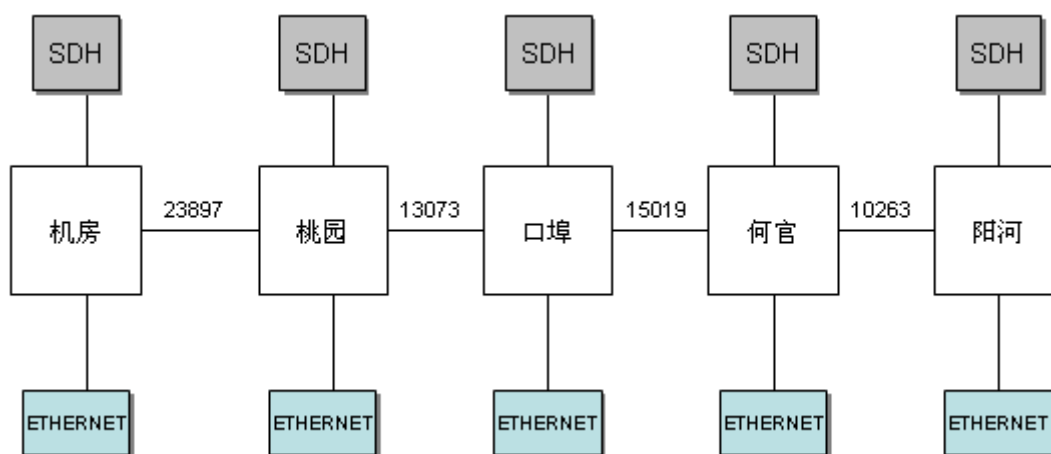 SDH
SDH
SDH
SDH
SDH
机房
23897
桃园
13073
口埠
15019
何官
10263
阳河
ETHERNET
ETHERNET
ETHERNET
ETHERNET
ETHERNET